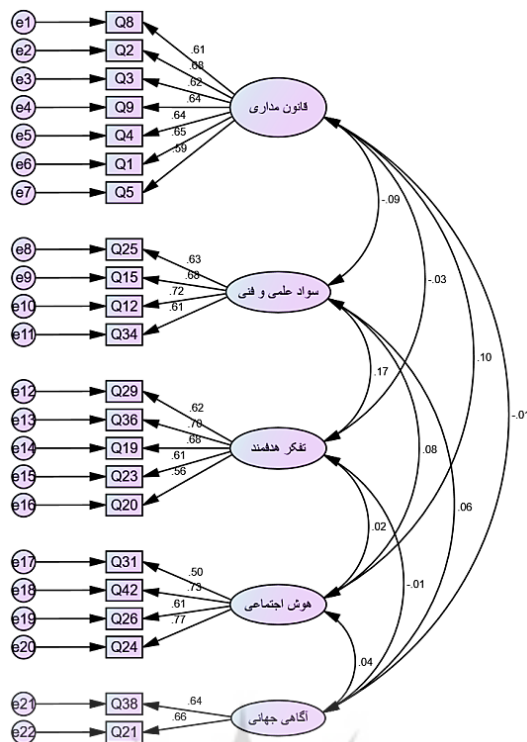 e1 Q8 .61
e2 Q2 .68
e3 Q3 .62
e4 Q9 .64
قانون مداری
e5 Q4 .64
e6 Q1 .65
e7 Q5 .59
-.09
e8 Q25 .63
e9 Q15 .68
سواد علمی و فنی
e10 Q12 .72
e11 Q34 .61
-.03
.10
.17
-.01
e12 Q29 .62
e13 Q36 .70
e14 Q19 .68
تفکر هدفمند
e15 Q23 .61
e16 Q20 .56
.08
.06
.02
e17 Q31 .50
e18 Q42 .73
هوش اجتماعی
e19 Q26 .61
e20 Q24 .77
-.01
.04
e21 Q38 .64
آگاهی جهانی
e22 Q21 .66